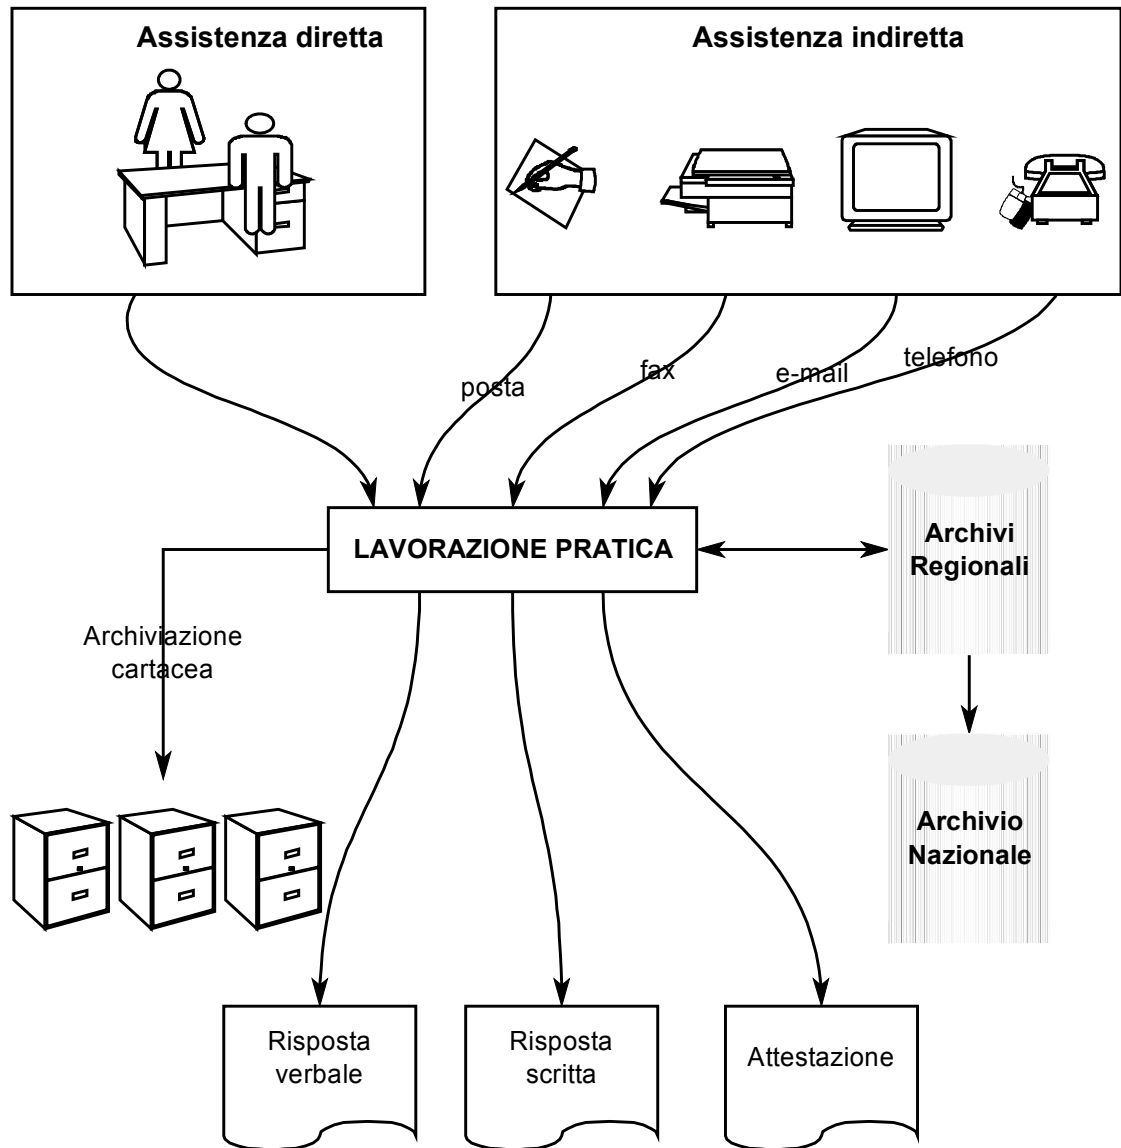 Assistenza diretta
Assistenza indiretta
posta
fax
e-mail
telefono
LAVORAZIONE PRATICA
Archivi
Regionali
Archiviazione
cartacea
Archivio
Nazionale
Risposta
verbale
Risposta
scritta
Attestazione